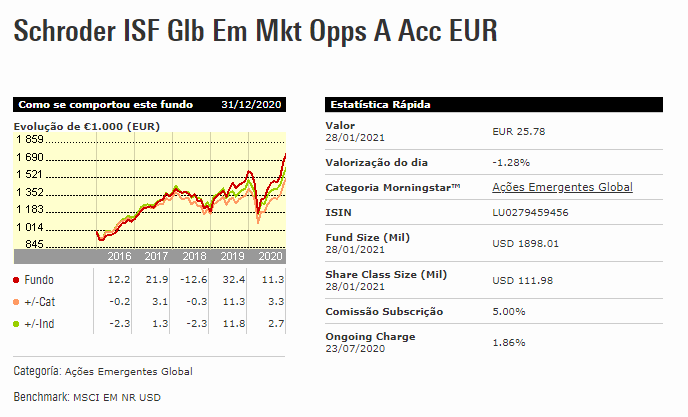 Schroder ISF Glb Em Mkt Opps A Acc EUR
Como se comportou este fundo 31/12/2020
Evolução de €1.000 (EUR)
1 859
1 690
1 521
1 352
1 183
1 014
845
2016 2017 2018 2019 2020
Fundo 12.2 21.9 -12.6 32.4 11.3
+/-Cat -0.2 3.1 -0.3 11.3 3.3
+/-Ind -2.3 1.3 -2.3 11.8 2.7
Categoría: Ações Emergentes Global
Benchmark: MSCI EM NR USD
Estatística Rápida
Valor
28/01/2021 EUR 25.78
Valorização do dia -1.28%
Categoria Morningstar™ Ações Emergentes Global
ISIN LU0279459456
Fund Size (Mil)
28/01/2021 USD 1898.01
Share Class Size (Mil)
28/01/2021 USD 111.98
Comissão Subscrição 5.00%
Ongoing Charge
23/07/2020 1.86%